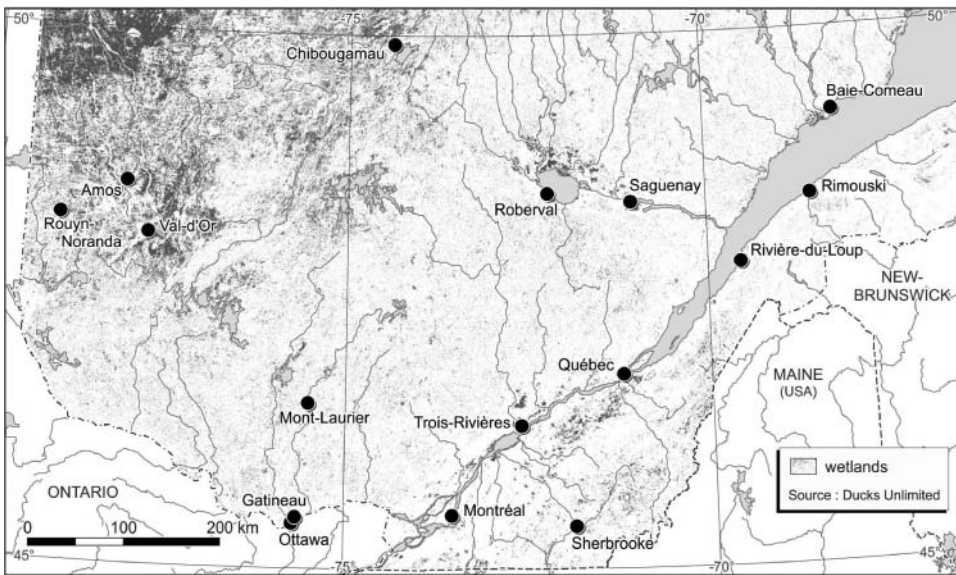 50°
-75
-70
50°
Chibougamau
Baie-Comeau
Amos
Rouyn-
Noranda
Val-d'Or
Roberval
Saguenay
Rimouski
Rivière-du-Loup
NEW-
BRUNSWICK
Québec
MAINE
(USA)
Mont-Laurier
Trois-Rivières
wetlands
Source : Ducks Unlimited
ONTARIO
Gatineau
Montréal
0 100 200 km
Ottawa
Sherbrooke
45°
-75
-70
45°